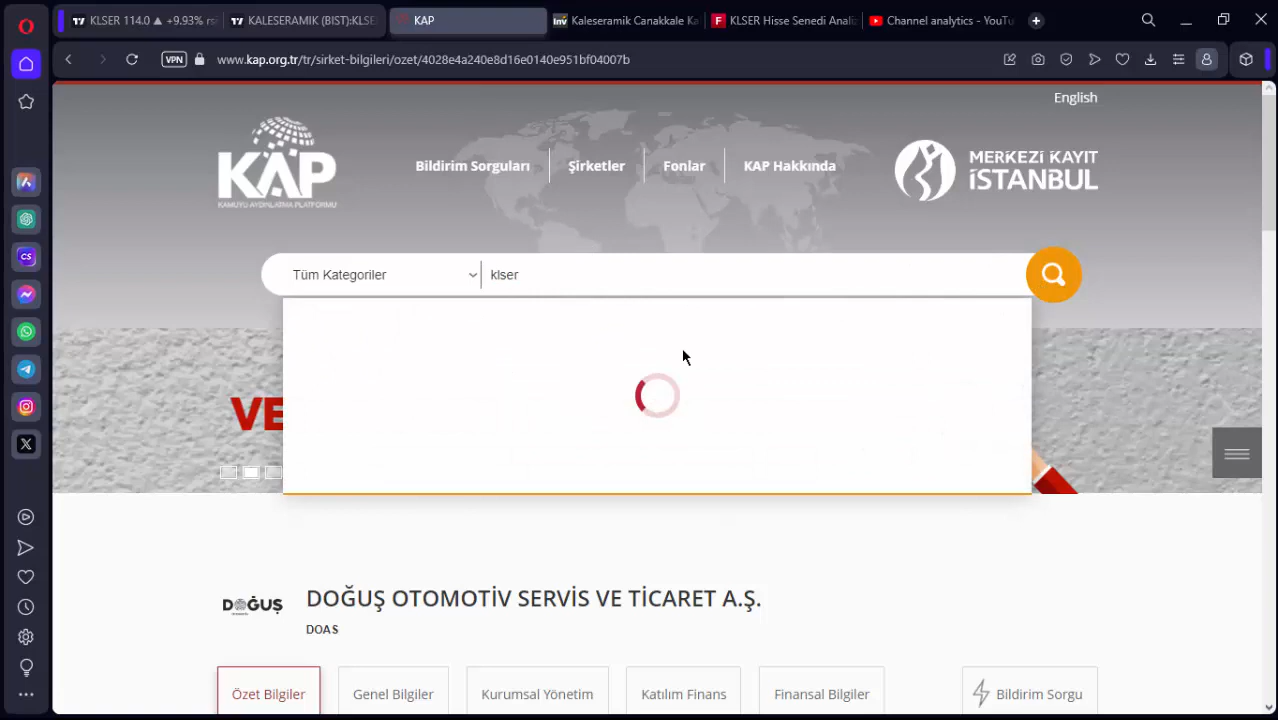 KLSER 114.0 ▲ +9.93%
KALESERAMIK (BIST):KLSE
KAP
Inv
Kaleseramik Canakkale Ka
F
KLSER Hisse Senedi Analiz
Channel analytics - YouTu
VPN
www.kap.org.tr/tr/sirket-bilgileri/ozet/4028e4a240e8d16e0140e951bf04007b
English
KAP
KAMUYU AYDINLATMA PLATFORMU
Bildirim Sorguları
Şirketler
Fonlar
KAP Hakkında
MERKEZİ KAYIT
İSTANBUL
Tüm Kategoriler
klser
CS
VE
DOĞUŞ
DOĞUŞ OTOMOTİV SERVİS VE TİCARET A.Ş.
DOAS
Özet Bilgiler
Genel Bilgiler
Kurumsal Yönetim
Katılım Finans
Finansal Bilgiler
Bildirim Sorgu